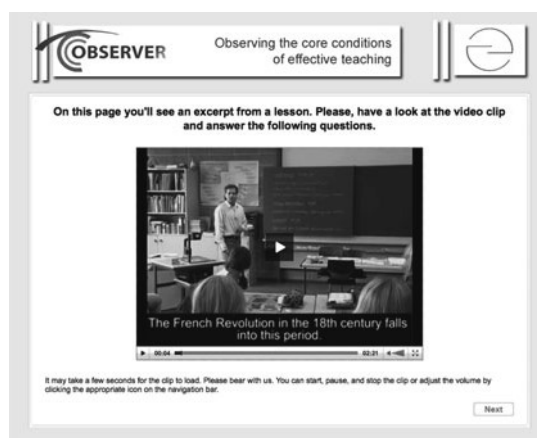 OBSERVER
Observing the core conditions
of effective teaching
On this page you'll see an excerpt from a lesson. Please, have a look at the video clip
and answer the following questions.
The French Revolution in the 18th century falls
into this period.
00:04
02:21
It may take a few seconds for the clip to load. Please bear with us. You can start, pause, and stop the clip or adjust the volume by
clicking the appropriate icon on the navigation bar.
Next